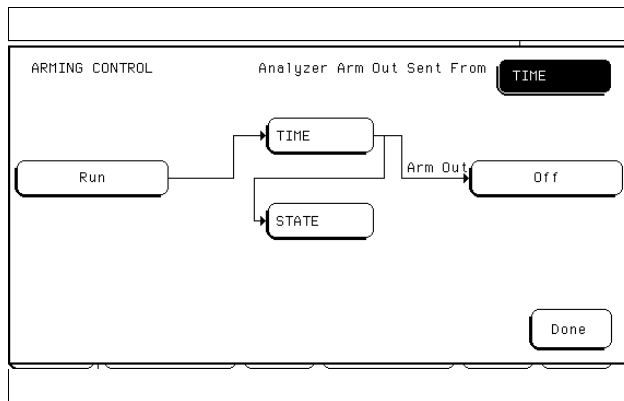 ARMING CONTROL
Analyzer Arm Out Sent From
TIME
TIME
Run
Arm Out
Off
STATE
Done